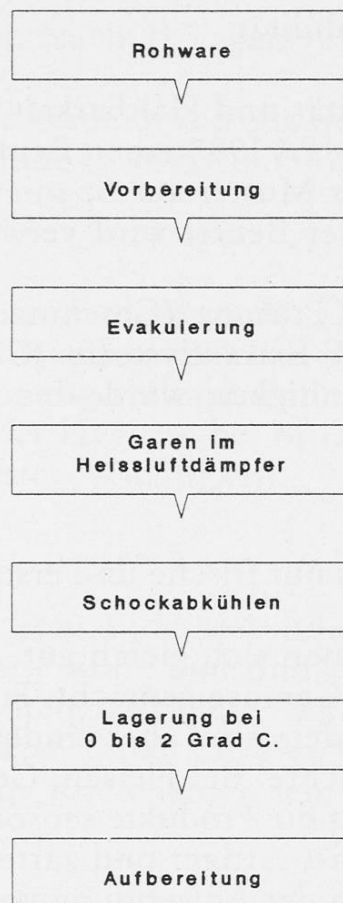 Rohware
Vorbereitung
Evakuierung
Garen im
Heissluftdämpfer
Schockabkühlen
Lagerung bei
0 bis 2 Grad C.
Aufbereitung